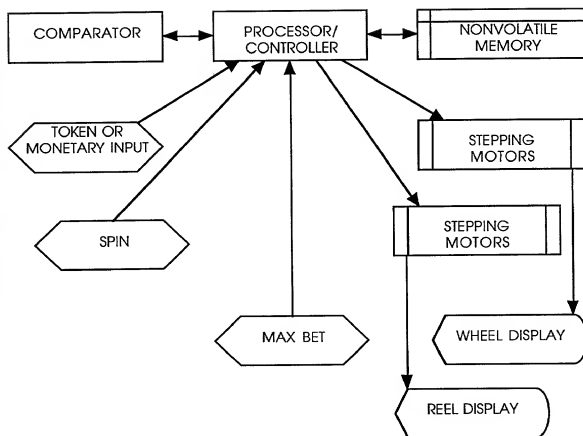 COMPARATOR
PROCESSOR/
CONTROLLER
NONVOLATILE
MEMORY
TOKEN OR
MONETARY INPUT
STEPPING
MOTORS
SPIN
STEPPING
MOTORS
MAX BET
WHEEL DISPLAY
REEL DISPLAY